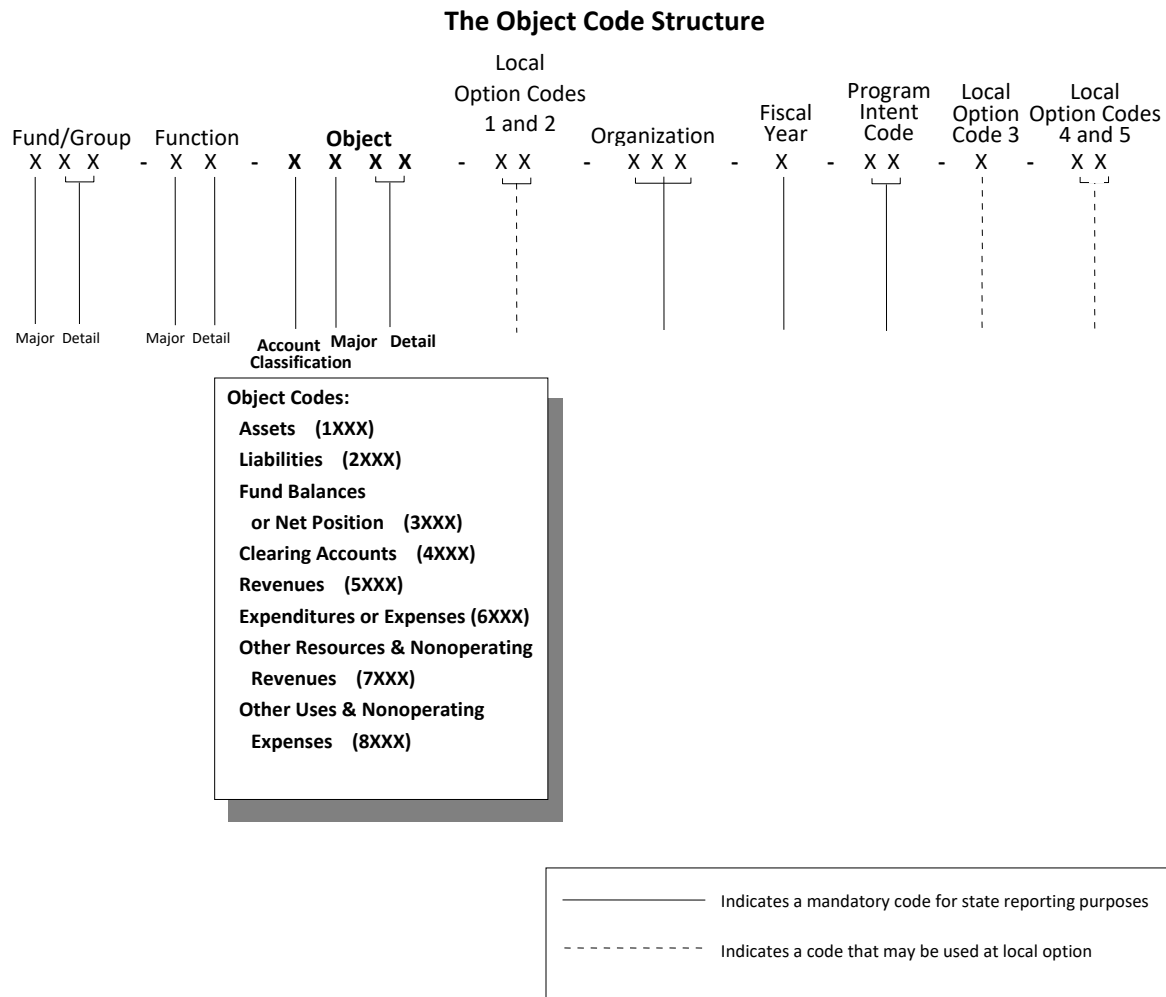 The Object Code Structure
Local
Option Codes
1 and 2
Program
Intent
Code
Local
Option
Code 3
Local
Option Codes
4 and 5
Fiscal
Year
Fund/Group Function Object Organization
X X X - X X - X X X X - X X - X X X - X - X X - X - X X
Major Detail Major Detail Account Major Detail
Classification
Object Codes:
Assets (1XXX)
Liabilities (2XXX)
Fund Balances
or Net Position (3XXX)
Clearing Accounts (4XXX)
Revenues (5XXX)
Expenditures or Expenses (6XXX)
Other Resources & Nonoperating
Revenues (7XXX)
Other Uses & Nonoperating
Expenses (8XXX)
Indicates a mandatory code for state reporting purposes
Indicates a code that may be used at local option